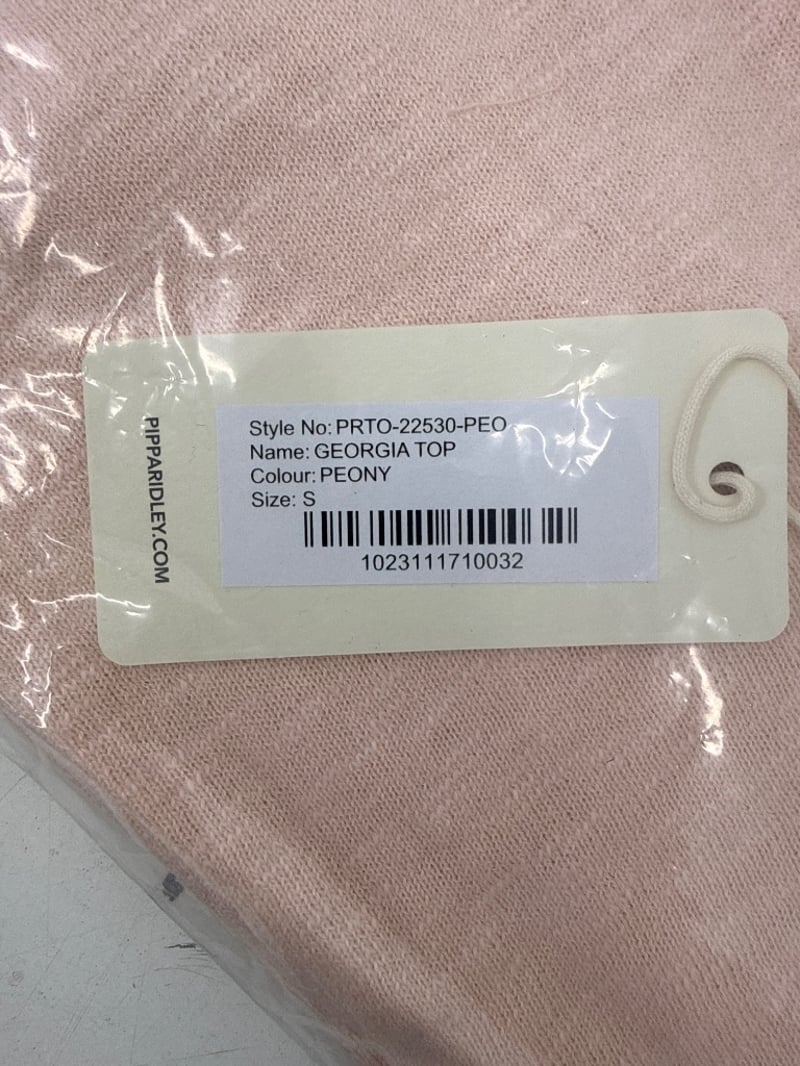 PIPPARIDLEY.COM
Style No: PRTO-22530-PEO
Name: GEORGIA TOP
Colour: PEONY
Size: S
1023111710032